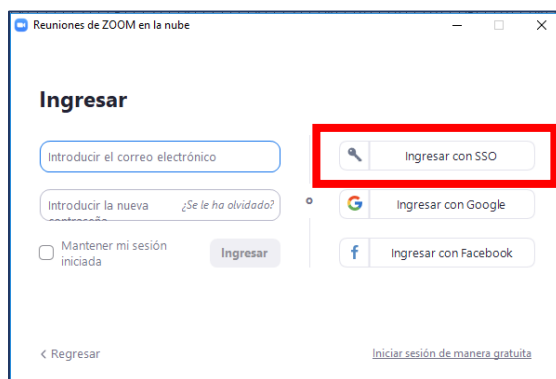 Reuniones de ZOOM en la nube
Ingresar
Introducir el correo electrónico
Ingresar con SSO
Introducir la nueva
contraseña
¿Se le ha olvidado?
o
Ingresar con Google
Mantener mi sesión
iniciada
Ingresar
Ingresar con Facebook
< Regresar
Iniciar sesión de manera gratuita